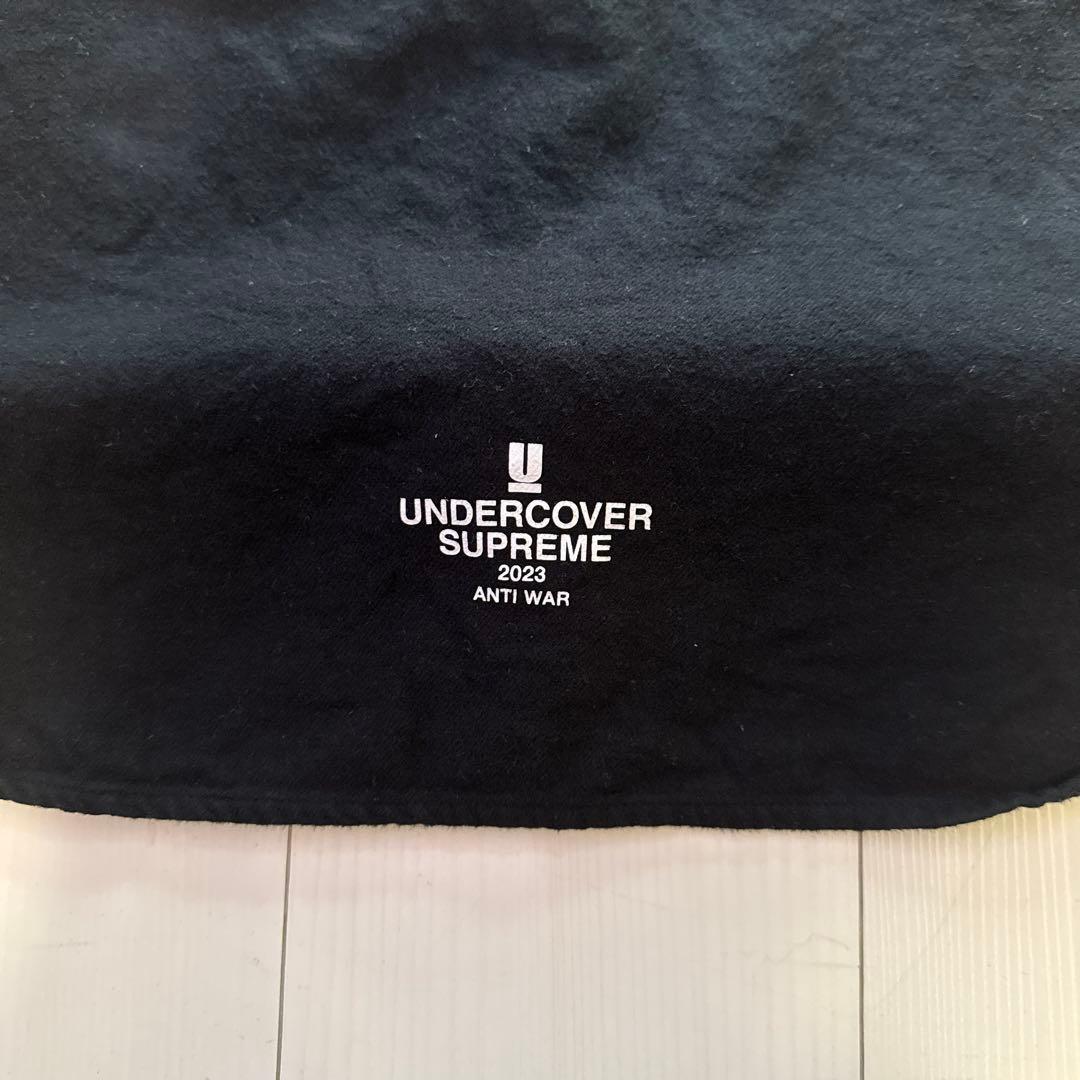 U
UNDERCOVER
SUPREME
2023
ANTI WAR